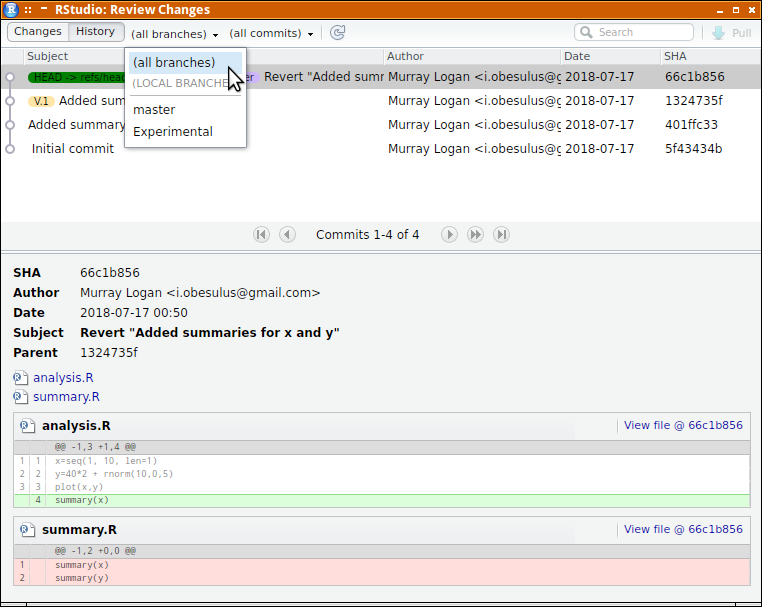 RStudio: Review Changes
Changes History (all branches) (all commits) Search Pull
Subject Author Date SHA
(all branches)
(LOCAL BRANCHE
master
Experimental
HEAD -> refs/head er Revert "Added summ Murray Logan <i.obesulus@g 2018-07-17 66c1b856
V.1 Added sum Murray Logan <i.obesulus@g 2018-07-17 1324735f
Added summary Murray Logan <i.obesulus@g 2018-07-17 401ffc33
Initial commit Murray Logan <i.obesulus@g 2018-07-17 5f43434b
Commits 1-4 of 4
SHA 66c1b856
Author Murray Logan <i.obesulus@gmail.com>
Date 2018-07-17 00:50
Subject Revert "Added summaries for x and y"
Parent 1324735f
analysis.R
summary.R
analysis.R View file @ 66c1b856
@@ -1,3 +1,4 @@
1 1 x=seq(1, 10, len=1)
2 2 y=40*2 + rnorm(10,0,5)
3 3 plot(x,y)
4 summary(x)
summary.R View file @ 66c1b856
@@ -1,2 +0,0 @@
1 summary(x)
2 summary(y)